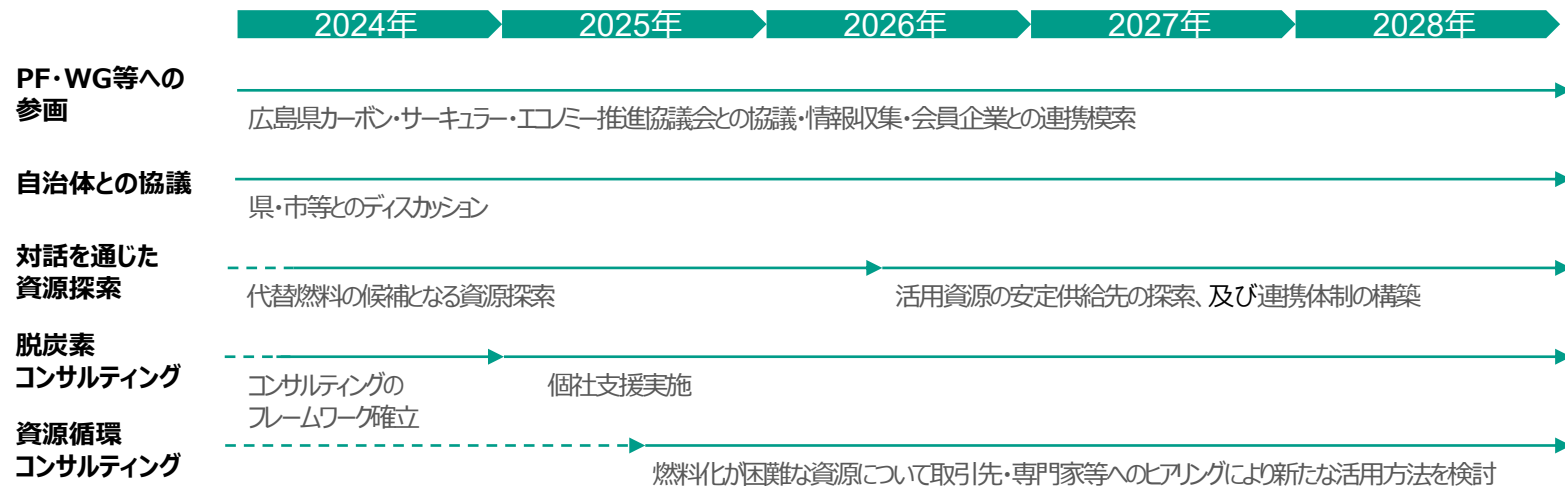 2024年 2025年 2026年 2027年 2028年
PF・WG等への
参画
広島県カーボン・サーキュラー・エコノミー推進協議会との協議・情報収集・会員企業との連携模索
自治体との協議
県・市等とのディスカッション
対話を通じた
資源探索
代替燃料の候補となる資源探索
活用資源の安定供給先の探索、及び連携体制の構築
脱炭素
コンサルティング
コンサルティングの
フレームワーク確立
個社支援実施
資源循環
コンサルティング
燃料化が困難な資源について取引先・専門家等へのヒアリングにより新たな活用方法を検討